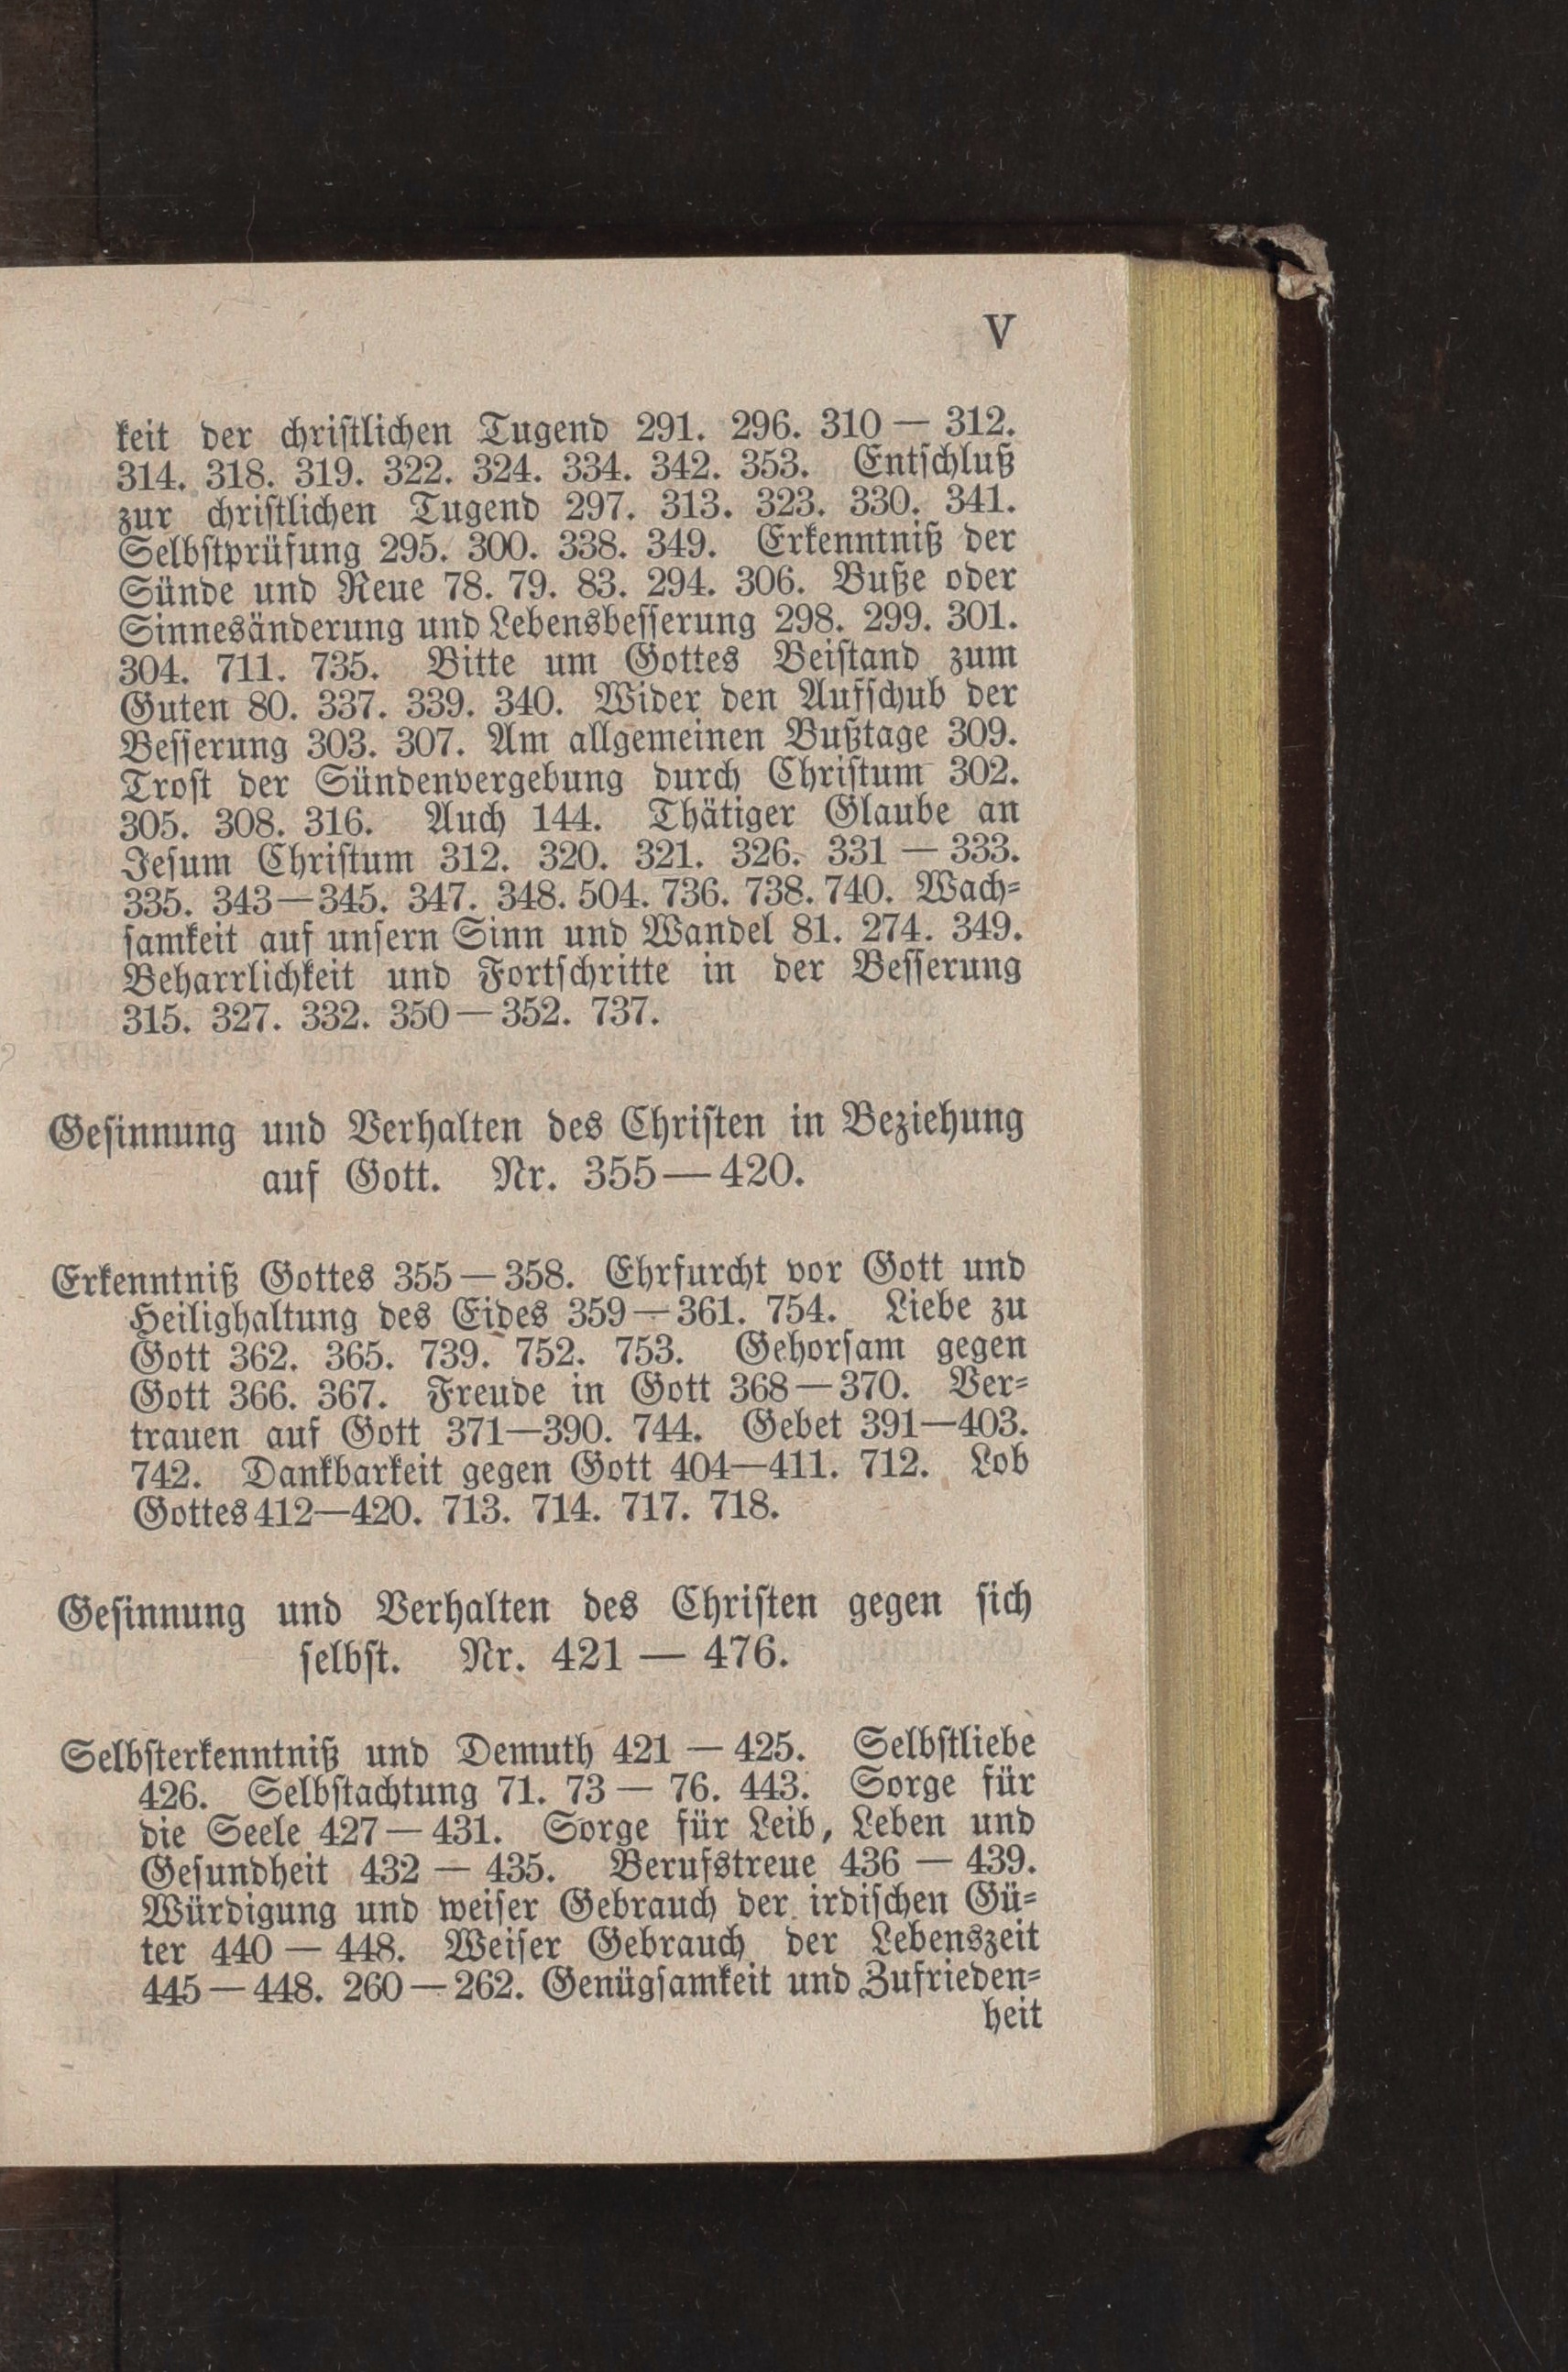 V
keit der christlichen Tugend 291. 296. 310 — 312.
314. 318. 319. 322. 324. 334. 342. 353. Entschluß
zur christlichen Tugend 297. 313. 323. 330. 341.
Selbstprüfung 295. 300. 338. 349. Erkenntniß der
Sünde und Reue 78. 79. 83. 294. 306. Buße oder
Sinnesänderung und Lebensbesserung 298. 299. 301.
304. 711. 735. Bitte um Gottes Beistand zum
Guten 80. 337. 339. 340. Wider den Aufschub der
Besserung 303. 307. Am allgemeinen Bußtage 309.
Trost der Sündenvergebung durch Christum 302.
305. 308. 316. Auch 144. Thätiger Glaube an
Jesum Christum 312. 320. 321. 326. 331 — 333.
335. 343—345. 347. 348. 504. 736. 738. 740. Wach-
samkeit auf unsern Sinn und Wandel 81. 274. 349.
Beharrlichkeit und Fortschritte in der Besserung
315. 327. 332. 350 — 352. 737.
Gesinnung und Verhalten des Christen in Beziehung
auf Gott. Nr. 355—420.
Erkenntniß Gottes 355 — 358. Ehrfurcht vor Gott und
Heilighaltung des Eides 359 — 361. 754. Liebe zu
Gott 362. 365. 739. 752. 753. Gehorsam gegen
Gott 366. 367. Freude in Gott 368 — 370. Ver-
trauen auf Gott 371—390. 744. Gebet 391—403.
742. Dankbarkeit gegen Gott 404—411. 712. Lob
Gottes 412—420. 713. 714. 717. 718.
Gesinnung und Verhalten des Christen gegen sich
selbst. Nr. 421 — 476.
Selbsterkenntniß und Demuth 421 — 425. Selbstliebe
426. Selbstachtung 71. 73 — 76. 443. Sorge für
die Seele 427 — 431. Sorge für Leib, Leben und
Gesundheit 432 — 435. Berufstreue 436 — 439.
Würdigung und weiser Gebrauch der irdischen Gü-
ter 440 — 448. Weiser Gebrauch der Lebenszeit
445 — 448. 260 — 262. Genügsamkeit und Zufrieden-
heit